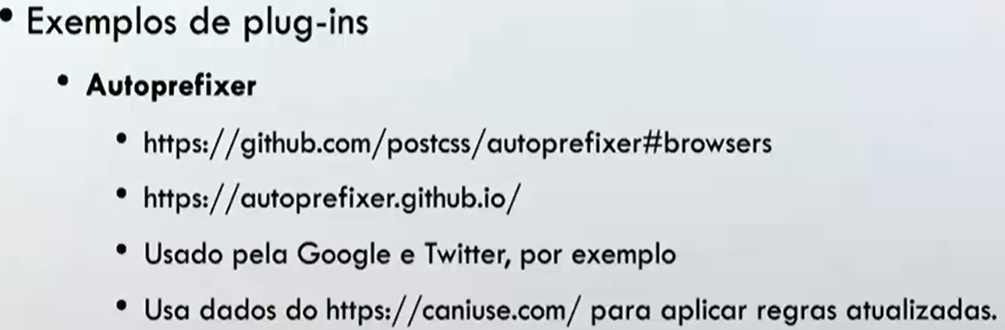 • Exemplos de plug-ins
• Autoprefixer
• https://github.com/postcss/autoprefixer#browsers
• https://autoprefixer.github.io/
• Usado pela Google e Twitter, por exemplo
• Usa dados do https://caniuse.com/ para aplicar regras atualizadas.